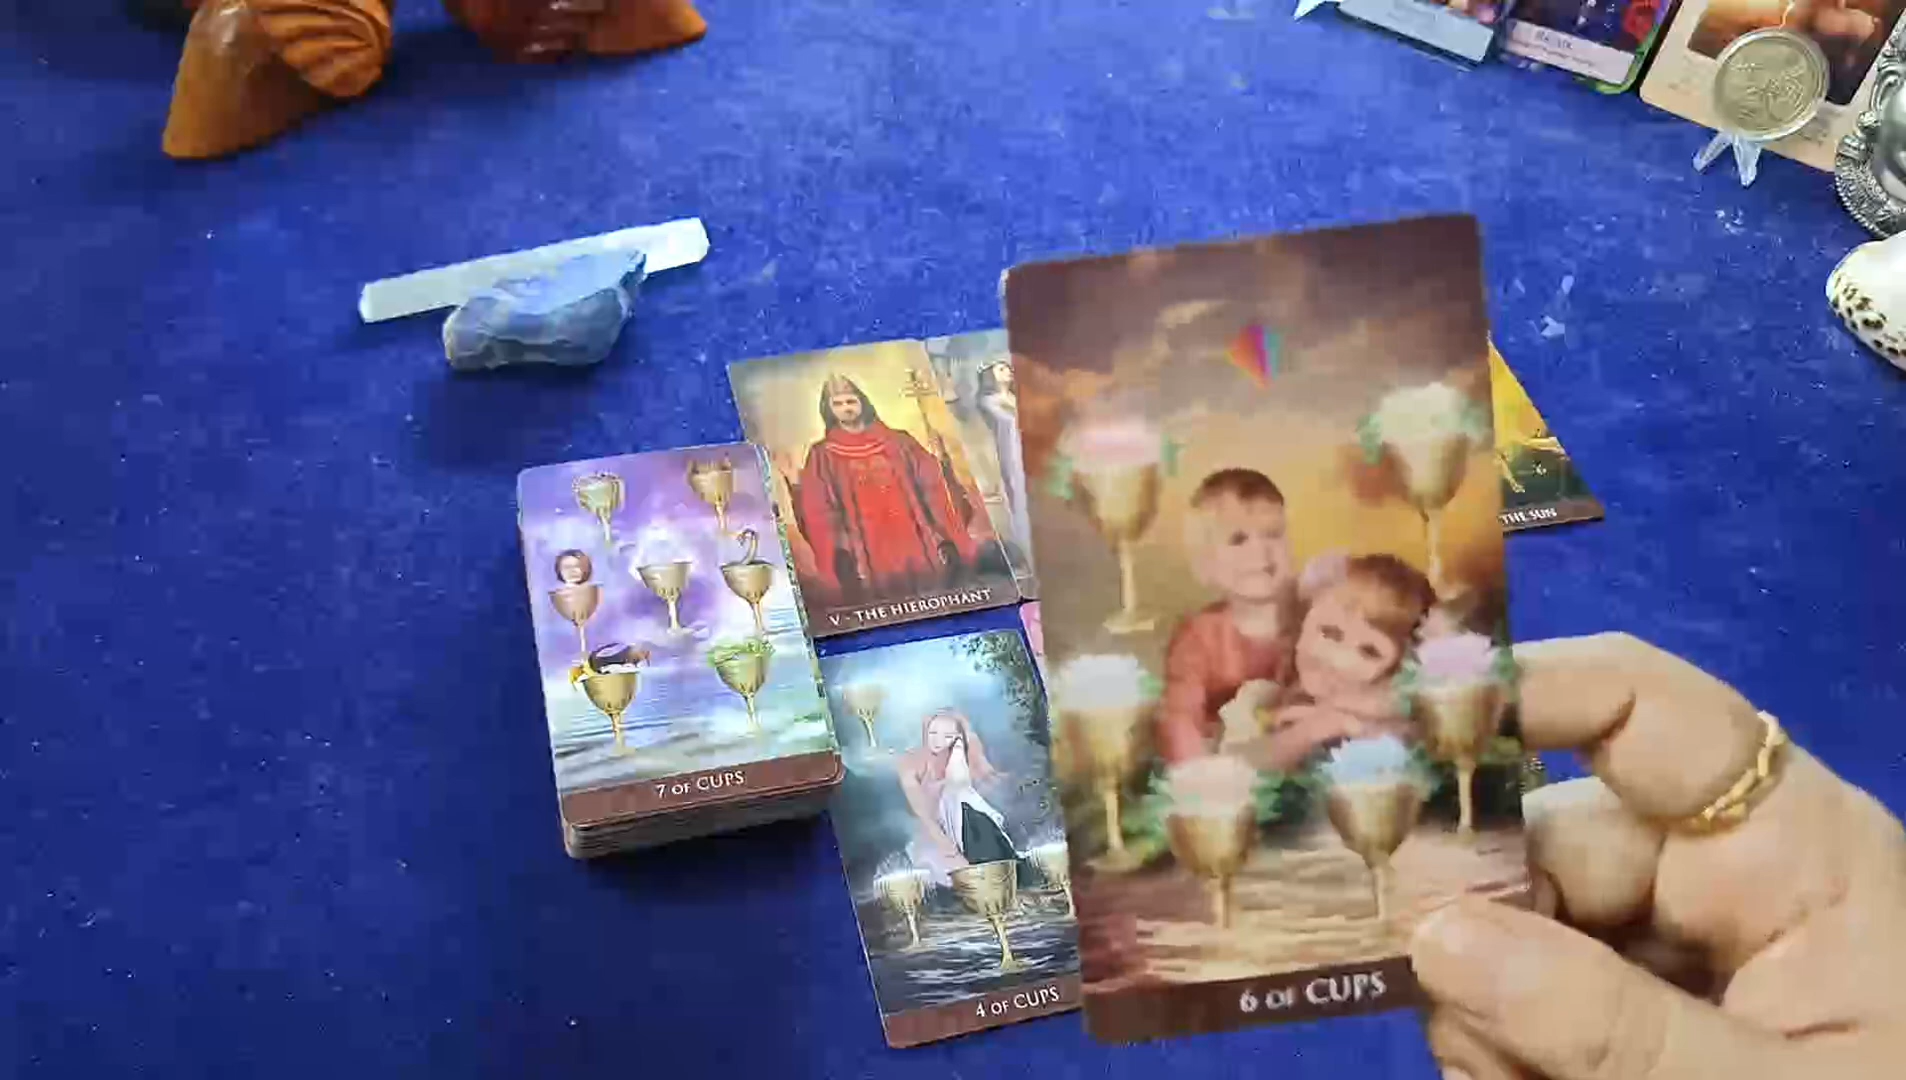 V - THE HIEROPHANT
THE SUN
7 OF CUPS
4 OF CUPS
6 OF CUPS